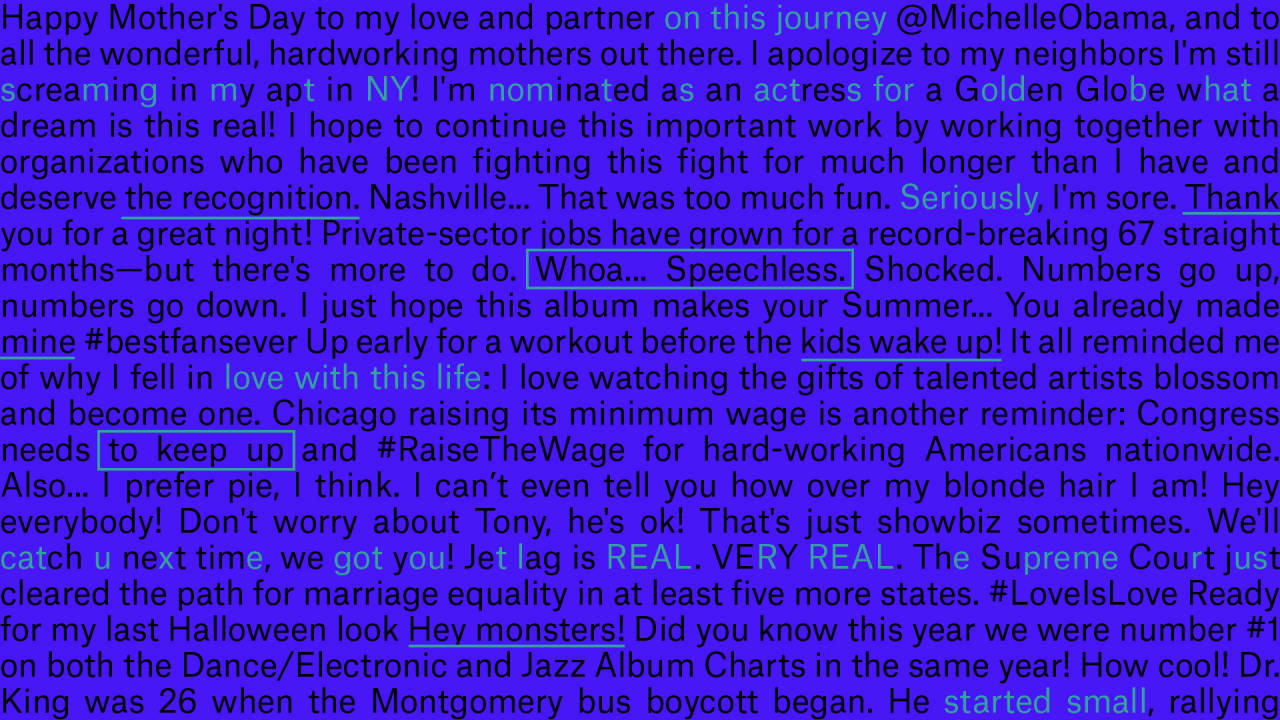 Happy Mother's Day to my love and partner on this journey @MichelleObama, and to
all the wonderful, hardworking mothers out there. I apologize to my neighbors I'm still
screaming in my apt in NY! I'm nominated as an actress for a Golden Globe what a
dream is this real! I hope to continue this important work by working together with
organizations who have been fighting this fight for much longer than I have and
deserve the recognition. Nashville... That was too much fun. Seriously, I'm sore. Thank
you for a great night! Private-sector jobs have grown for a record-breaking 67 straight
months—but there's more to do. Whoa... Speechless. Shocked. Numbers go up,
numbers go down. I just hope this album makes your Summer... You already made
mine #bestfansever Up early for a workout before the kids wake up! It all reminded me
of why I fell in love with this life: I love watching the gifts of talented artists blossom
and become one. Chicago raising its minimum wage is another reminder: Congress
needs to keep up and #RaiseTheWage for hard-working Americans nationwide.
Also... I prefer pie, I think. I can’t even tell you how over my blonde hair I am! Hey
everybody! Don't worry about Tony, he's ok! That's just showbiz sometimes. We'll
catch u next time, we got you! Jet lag is REAL. VERY REAL. The Supreme Court just
cleared the path for marriage equality in at least five more states. #LoveIsLove Ready
for my last Halloween look Hey monsters! Did you know this year we were number #1
on both the Dance/Electronic and Jazz Album Charts in the same year! How cool! Dr.
King was 26 when the Montgomery bus boycott began. He started small, rallying